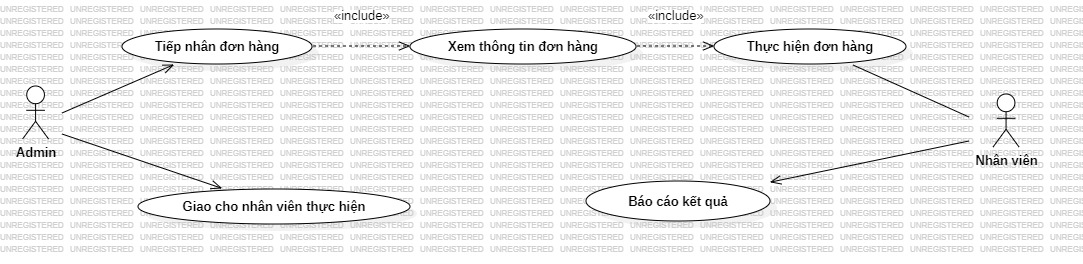 «include»
«include»
Tiếp nhân đơn hàng
Xem thông tin đơn hàng
Thực hiện đơn hàng
Admin
Nhân viên
Giao cho nhân viên thực hiện
Báo cáo kết quả
UNREGISTERED